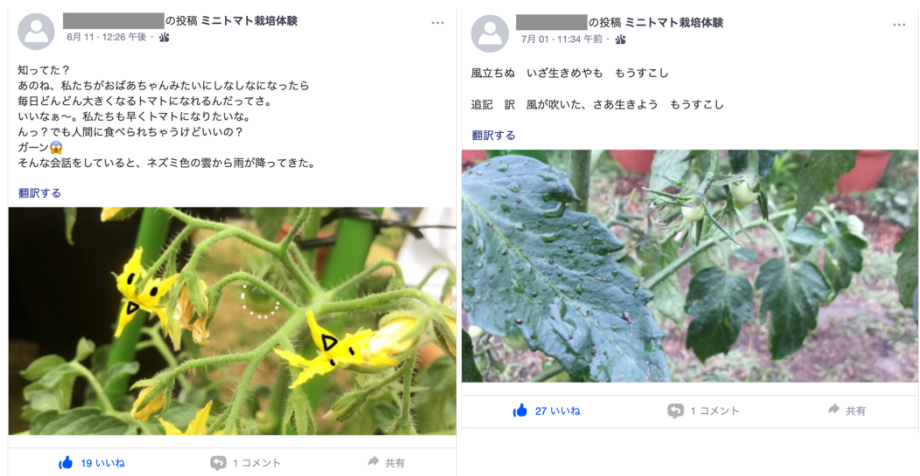 の投稿 ミニトマト栽培体験
6月 11 · 12:26 午後 ·
知ってた？
あのね、私たちがおばあちゃんみたいにしなしなになったら
毎日どんどん大きくなるトマトになれるんだってさ。
いいなぁ〜。私たちも早くトマトになりたいな。
んっ？でも人間に食べられちゃうけどいいの？
ガーン😱
そんな会話をしていると、ネズミ色の雲から雨が降ってきた。
翻訳する
19 いいね
1 コメント
共有
の投稿 ミニトマト栽培体験
7月 01 · 11:34 午前 ·
風立ちぬ　いざ生きめやも　もうすこし
追記　訳　風が吹いた、さあ生きよう　もうすこし
翻訳する
27 いいね
1 コメント
共有